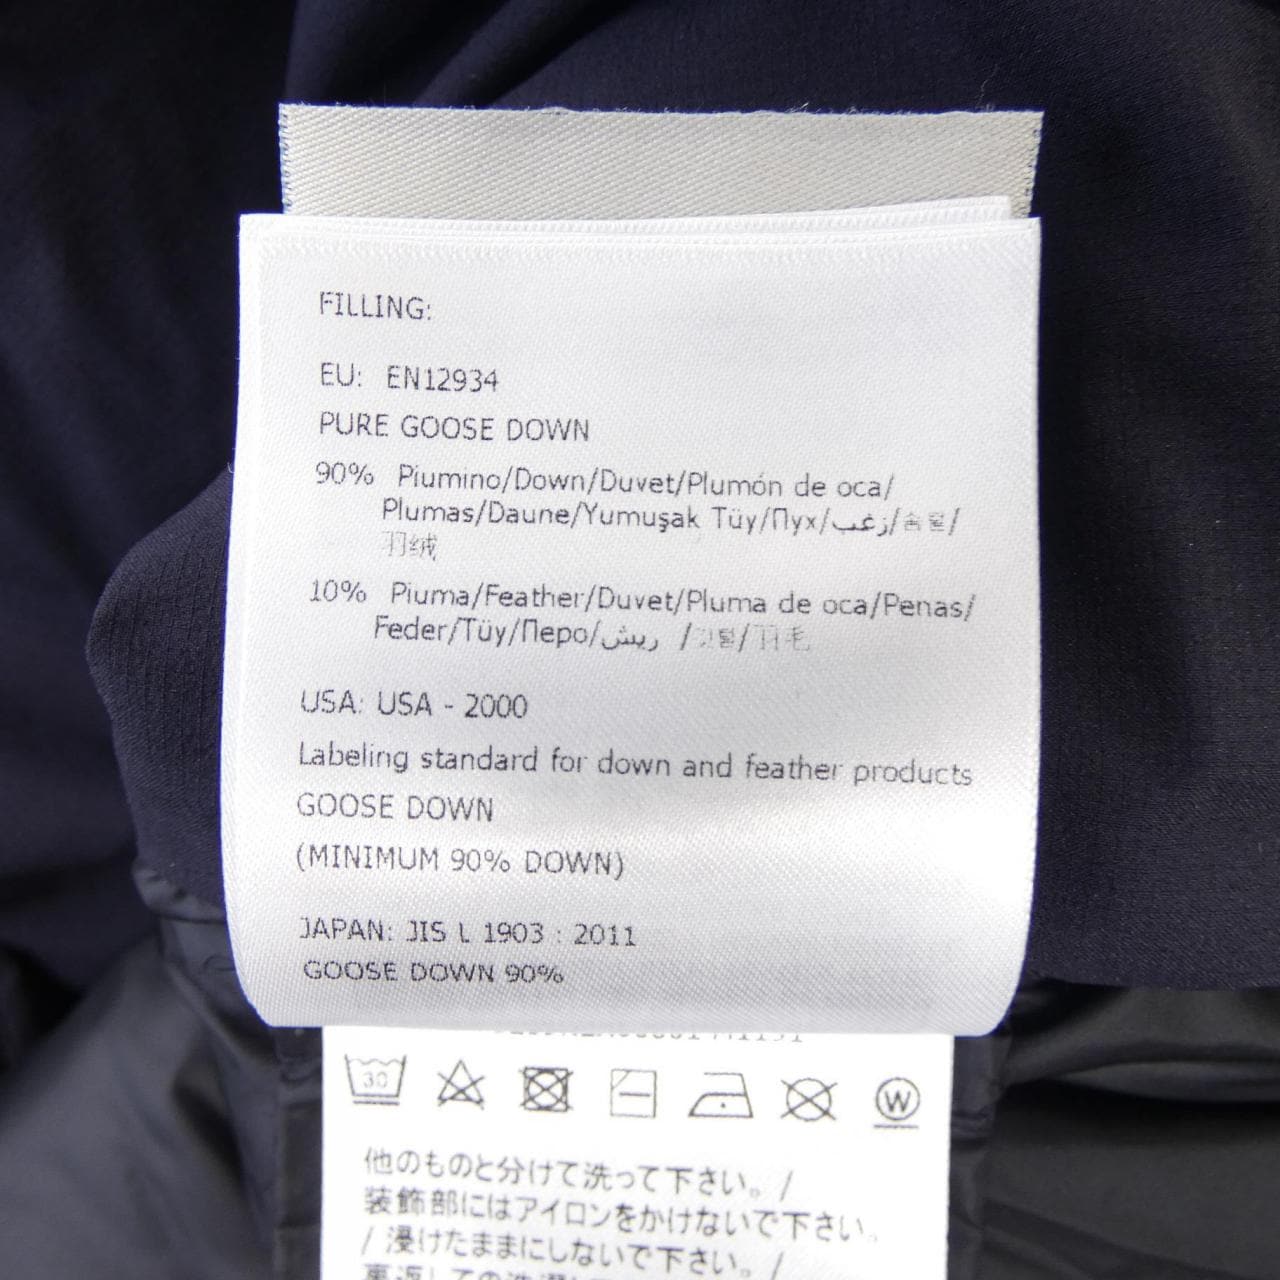 FILLING:
EU: EN12934
PURE GOOSE DOWN
90% Piumino/Down/Duvet/Plumón de oca/
Plumas/Daune/Yumuşak Tüy/Пух/زغب/솜털/
羽绒
10% Piuma/Feather/Duvet/Pluma de oca/Penas/
Feder/Tüy/Перо/ريش /깃털/羽毛
USA: USA - 2000
Labeling standard for down and feather products
GOOSE DOWN
(MINIMUM 90% DOWN)
JAPAN: JIS L 1903 : 2011
GOOSE DOWN 90%
30
W
他のものと分けて洗って下さい。/
装飾部にはアイロンをかけないで下さい。
/ 浸けたままにしないで下さい。/